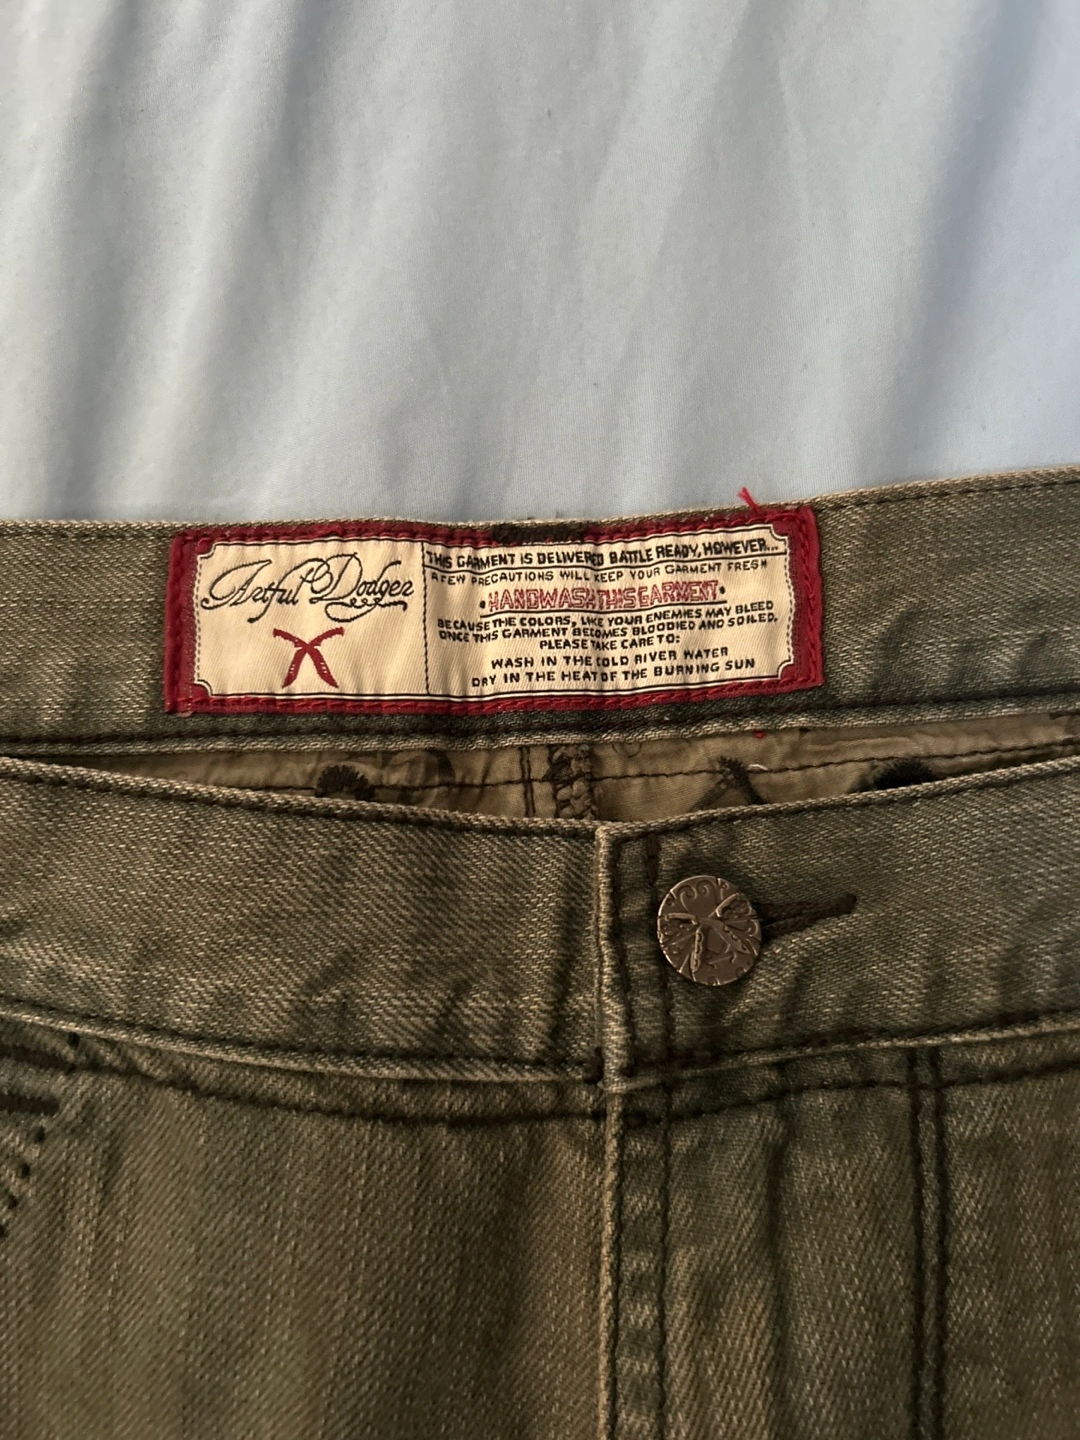 Artful Dodger
THIS GARMENT IS DELIVERED BATTLE READY, HOWEVER...
A FEW PRECAUTIONS WILL KEEP YOUR GARMENT FRESH
• HANDWASH THIS GARMENT •
BECAUSE THE COLORS, LIKE YOUR ENEMIES MAY BLEED
ONCE THIS GARMENT BECOMES BLOODIED AND SOILED.
PLEASE TAKE CARE TO:
WASH IN THE COLD RIVER WATER
DRY IN THE HEAT OF THE BURNING SUN